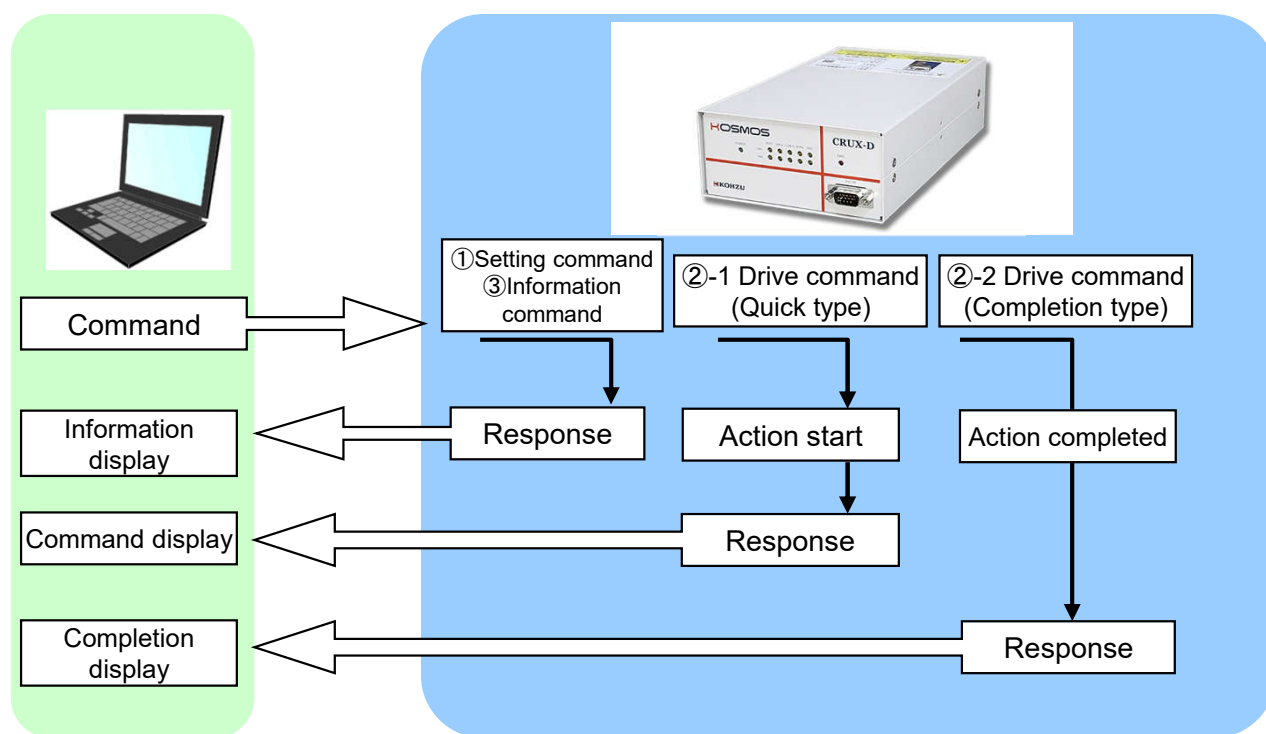 HOSMOS
CRUX-D
KOHZU
①Setting command
③Information
command
②-1 Drive command
(Quick type)
②-2 Drive command
(Completion type)
Command
Information
display
Response
Action start
Action completed
Command display
Response
Completion
display
Response